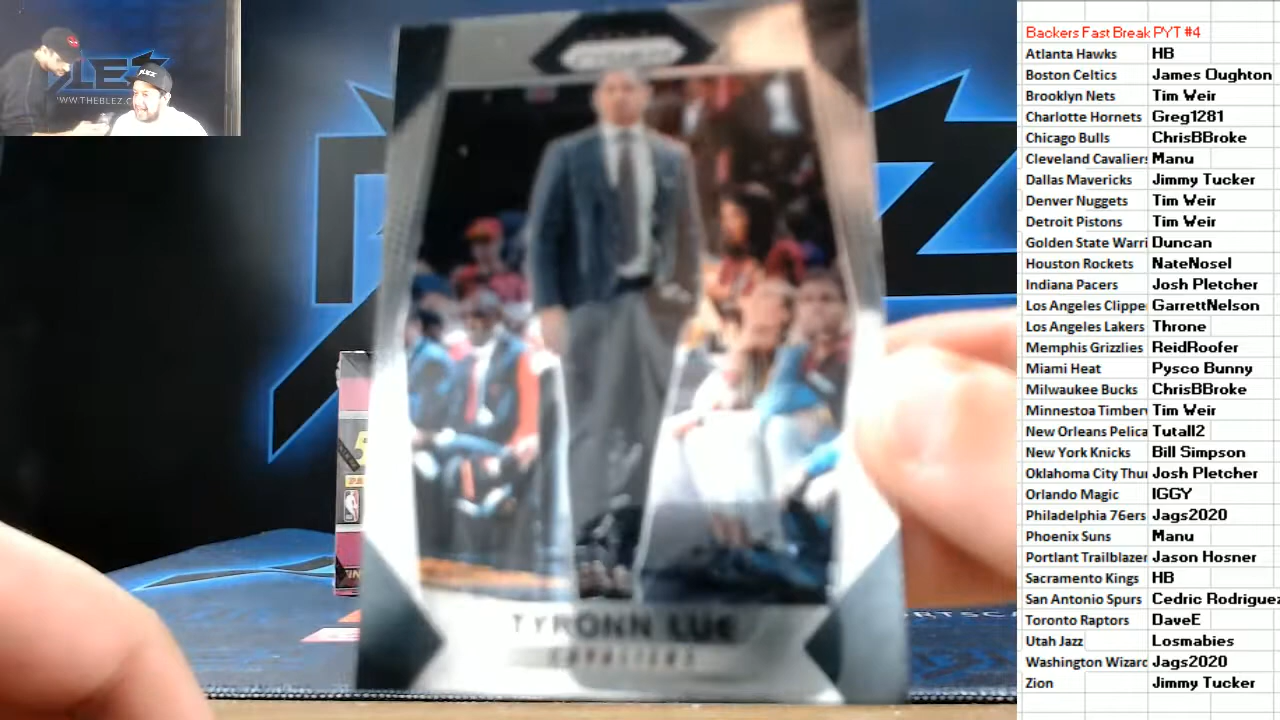 Backers Fast Break PYT #4
Atlanta Hawks HB
Boston Celtics James Oughton
Brooklyn Nets Tim Weir
Charlotte Hornets Greg1281
Chicago Bulls ChrisBBroke
Cleveland Cavaliers Manu
Dallas Mavericks Jimmy Tucker
Denver Nuggets Tim Weir
Detroit Pistons Tim Weir
Golden State Warri Duncan
Houston Rockets NateNosel
Indiana Pacers Josh Pletcher
Los Angeles Clippe GarrettNelson
Los Angeles Lakers Throne
Memphis Grizzlies ReidRoofer
Miami Heat Pysco Bunny
Milwaukee Bucks ChrisBBroke
Minnestoa Timber Tim Weir
New Orleans Pelica Tutall2
New York Knicks Bill Simpson
Oklahoma City Thu Josh Pletcher
Orlando Magic IGGY
Philadelphia 76ers Jags2020
Phoenix Suns Manu
Portlant Trailblazer Jason Hosner
Sacramento Kings HB
San Antonio Spurs Cedric Rodriguez
Toronto Raptors DaveE
Utah Jazz Losmabies
Washington Wizard Jags2020
Zion Jimmy Tucker
LEZ
WWW.THEBLEZ.C
TYRONN LUE
CAVALIERS